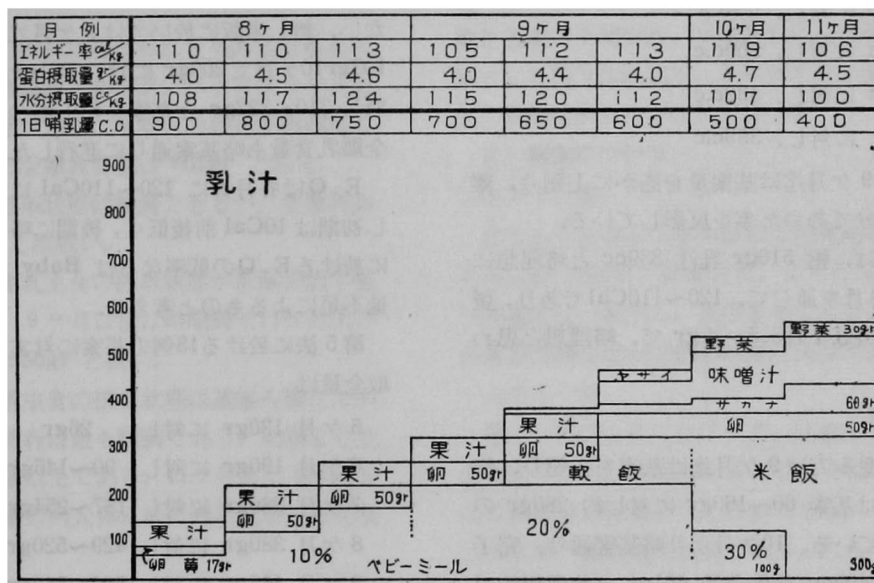 月 例 8ヶ月 9ヶ月 10ヶ月 11ヶ月
エネルギー率 cal/Kg 110 110 113 105 112 113 119 106
蛋白摂取量 gr/Kg 4.0 4.5 4.6 4.0 4.4 4.0 4.7 4.5
水分摂取量 cc/Kg 108 117 124 115 120 112 107 100
1日哺乳量 C.C 900 800 750 700 650 600 500 400
900
乳汁
800
700
600
野菜 30gr
500 野菜
ヤサイ 味噌汁
400
サカナ 60gr
果汁 卵 50gr
300
果汁 卵 50gr
果汁 卵 50gr 軟飯 米飯
200
果汁 卵 50gr
卵 50gr
果汁 20%
100
10% 30%
卵黄 17gr ベビーミール 100g 300g